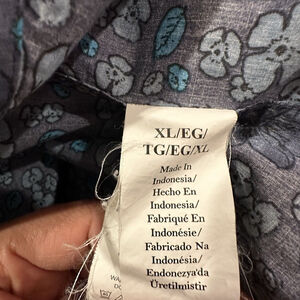 XL/EG/
TG/EG/XL
Made In
Indonesia/
Hecho En
Indonesia/
Fabriqué En
Indonésie/
Fabricado Na
Indonésia/
Endonezya'da
Üretilmistir